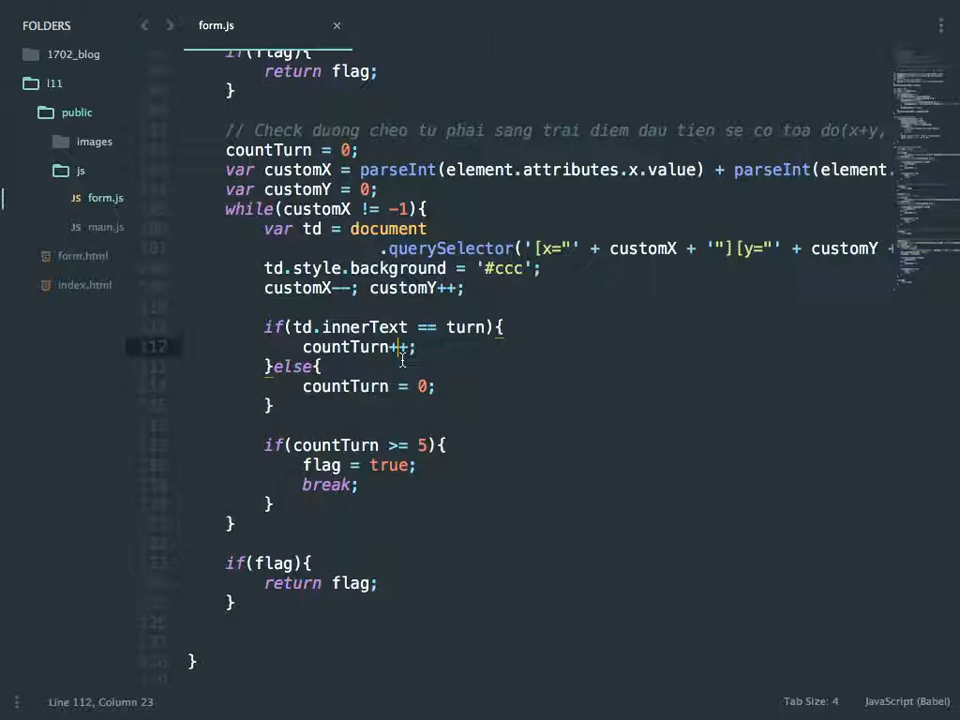 FOLDERS
form.js
1702_blog
l11
public
images
js
form.js
main.js
form.html
index.html
if(flag){
return flag;
}
// Check duong cheo tu phai sang trai diem dau tien se co toa do(x+y,
countTurn = 0;
var customX = parseInt(element.attributes.x.value) + parseInt(element.
var customY = 0;
while(customX != -1){
var td = document
.querySelector('[x="' + customX + '"][y="' + customY +
td.style.background = '#ccc';
customX--; customY++;
if(td.innerText == turn){
112
countTurn++;
}else{
countTurn = 0;
}
if(countTurn >= 5){
flag = true;
break;
}
}
if(flag){
return flag;
}
}
Line 112, Column 23
Tab Size: 4
JavaScript (Babel)